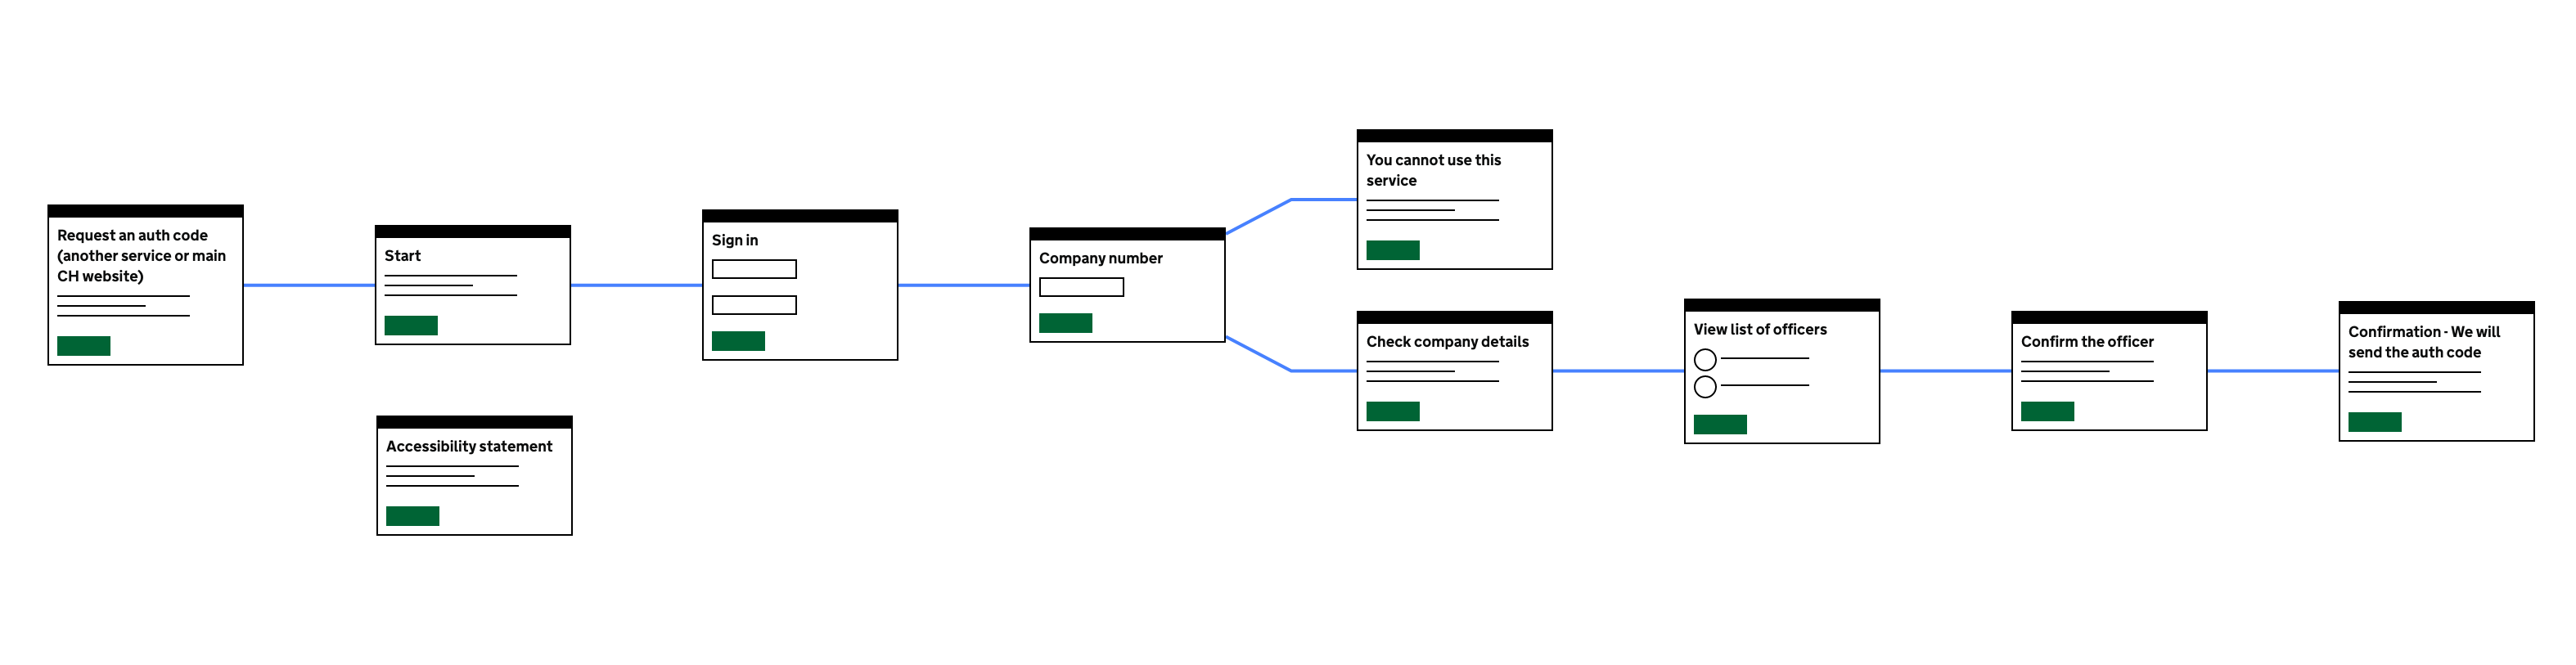 Request an auth code
(another service or main
CH website)
Start
Sign in
Company number
You cannot use this
service
Check company details
View list of officers
Confirm the officer
Confirmation - We will
send the auth code
Accessibility statement